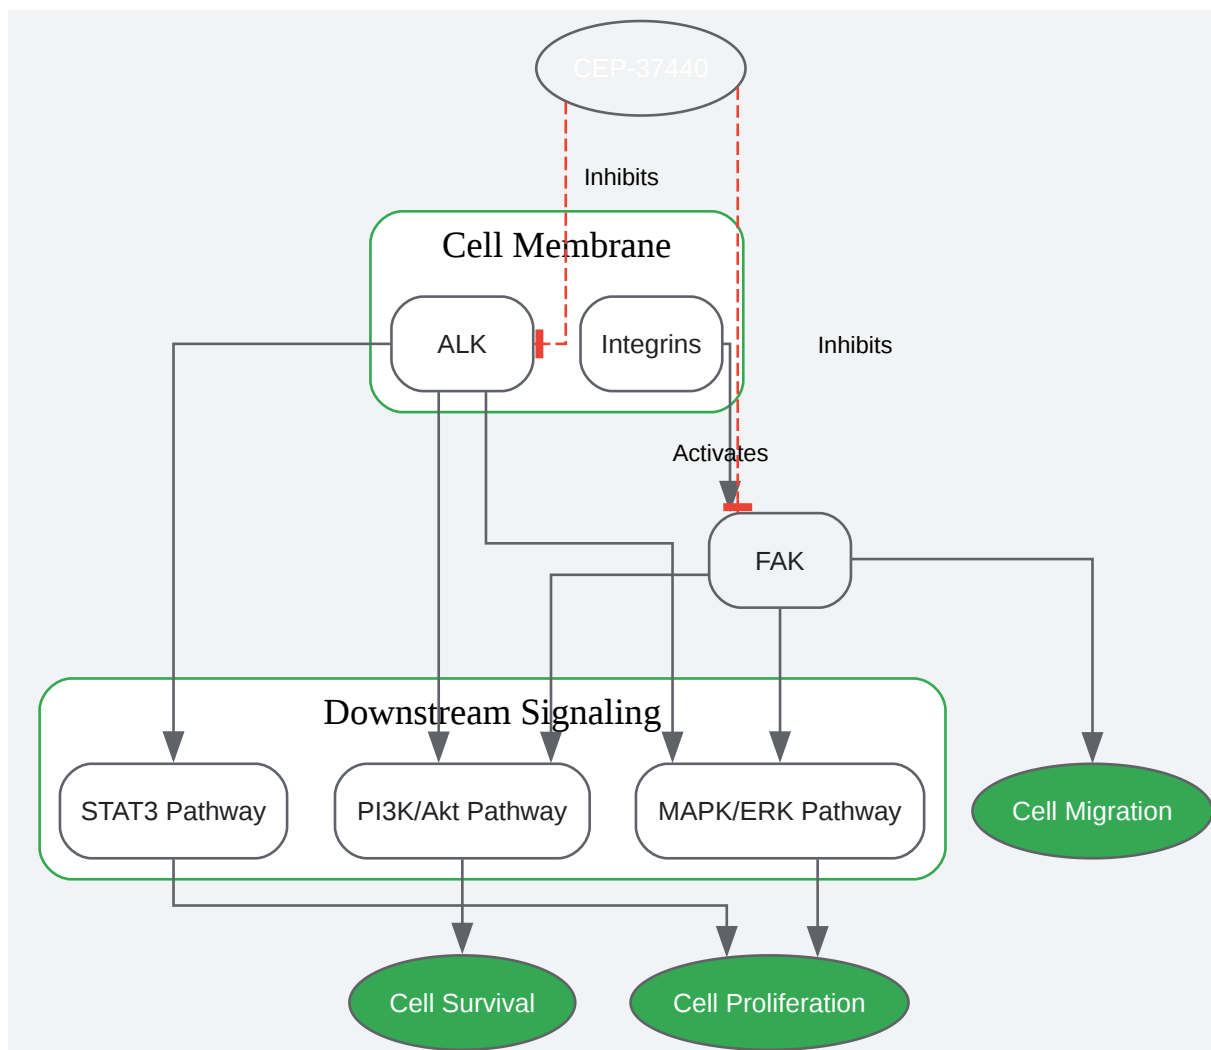 CEP-37440
Inhibits
Cell Membrane
ALK
Integrins
Inhibits
Activates
FAK
Downstream Signaling
STAT3 Pathway
PI3K/Akt Pathway
MAPK/ERK Pathway
Cell Migration
Cell Survival
Cell Proliferation